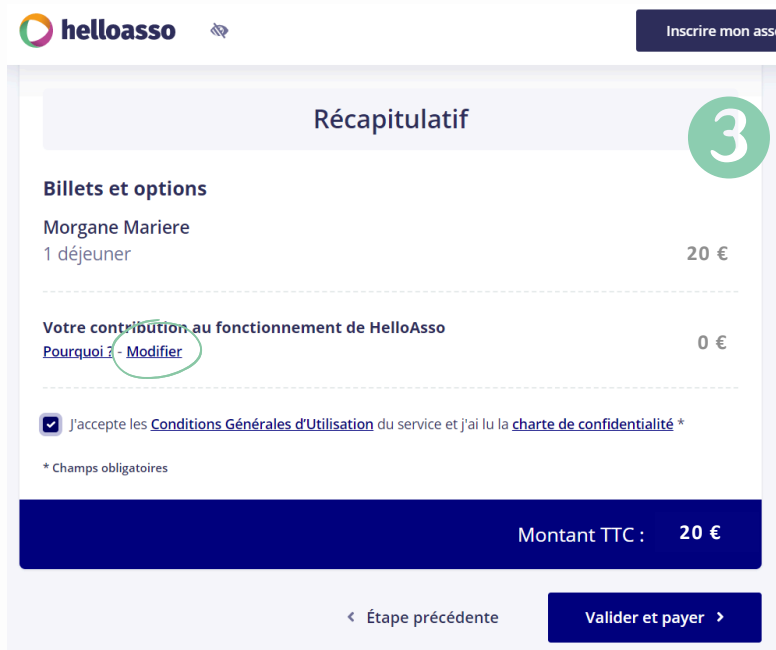 helloasso
Inscrire mon ass
Récapitulatif
3
Billets et options
Morgane Mariere
1 déjeuner
20 €
Votre contribution au fonctionnement de HelloAsso
Pourquoi ? - Modifier
0 €
J'accepte les Conditions Générales d’Utilisation du service et j'ai lu la charte de confidentialité *
* Champs obligatoires
Montant TTC : 20 €
Étape précédente
Valider et payer